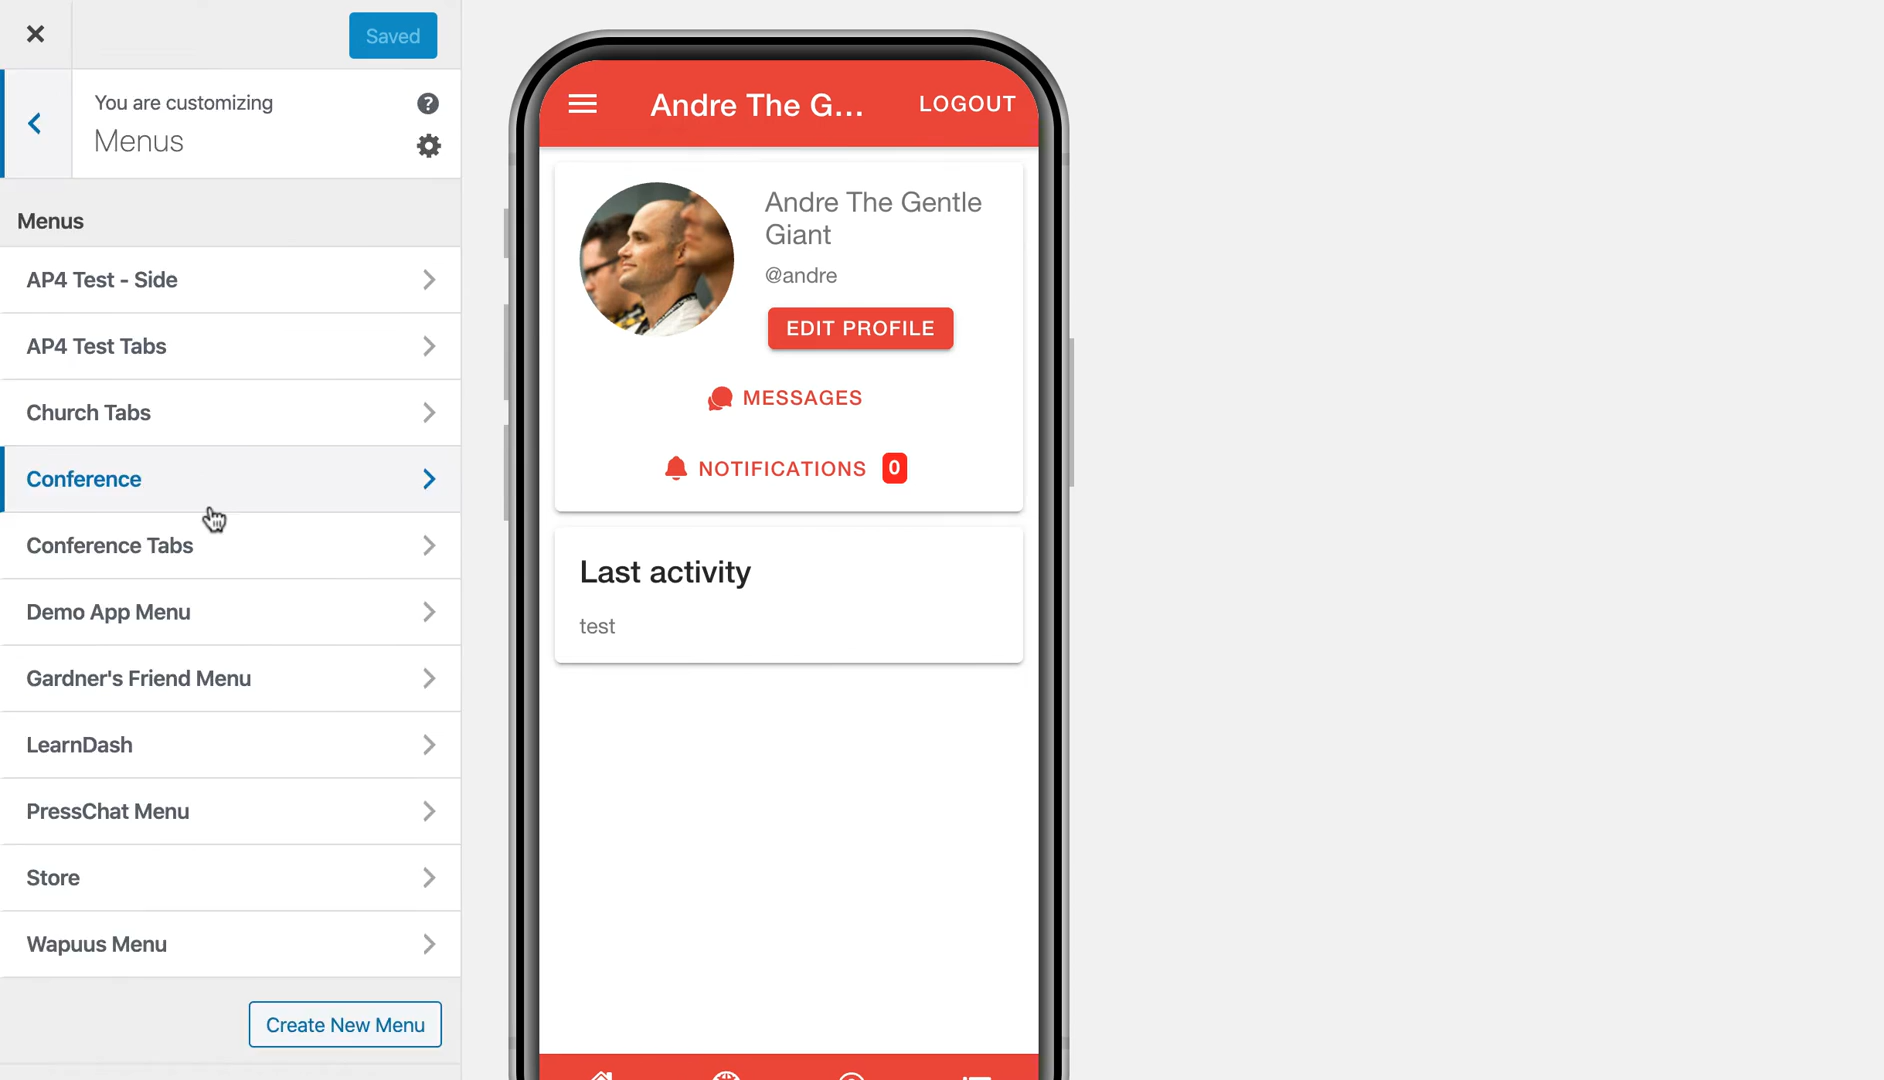 Saved
You are customizing
Menus
Menus
AP4 Test - Side
AP4 Test Tabs
Church Tabs
Conference
Conference Tabs
Demo App Menu
Gardner's Friend Menu
LearnDash
PressChat Menu
Store
Wapuus Menu
Create New Menu
Andre The G... LOGOUT
Andre The Gentle
Giant
@andre
EDIT PROFILE
MESSAGES
NOTIFICATIONS 0
Last activity
test